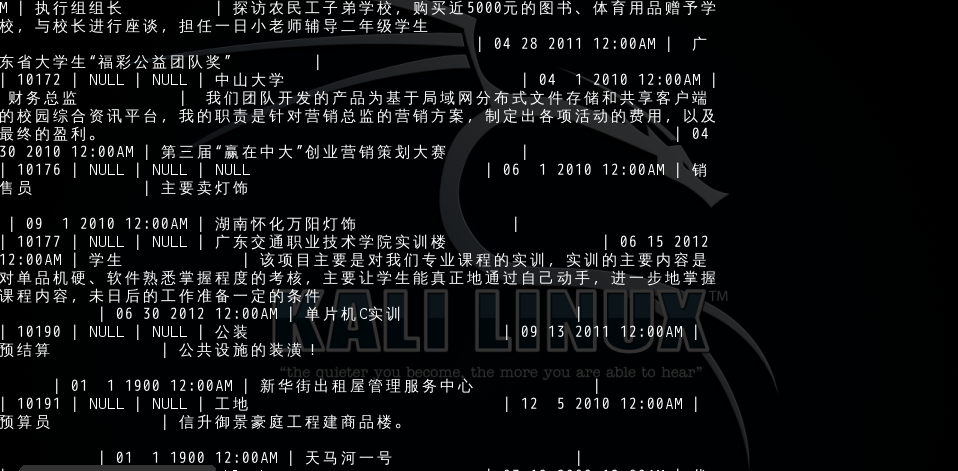 M | 执行组组长 | 探访农民工子弟学校，购买近5000元的图书、体育用品赠予学
校，与校长进行座谈，担任一日小老师辅导二年级学生
| 04 28 2011 12:00AM | 广
东省大学生“福彩公益团队奖” |
| 10172 | NULL | NULL | 中山大学 | 04 1 2010 12:00AM |
财务总监 | 我们团队开发的产品为基于局域网分布式文件存储和共享客户端
的校园综合资讯平台，我的职责是针对营销总监的营销方案，制定出各项活动的费用，以及
最终的盈利。 | 04
30 2010 12:00AM | 第三届“赢在中大”创业营销策划大赛 |
| 10176 | NULL | NULL | NULL | 06 1 2010 12:00AM | 销
售员 | 主要卖灯饰
| 09 1 2010 12:00AM | 湖南怀化万阳灯饰 |
| 10177 | NULL | NULL | 广东交通职业技术学院实训楼 | 06 15 2012
12:00AM | 学生 | 该项目主要是对我们专业课程的实训，实训的主要内容是
对单品机硬、软件熟悉掌握程度的考核，主要让学生能真正地通过自己动手，进一步地掌握
课程内容，未日后的工作准备一定的条件
| 06 30 2012 12:00AM | 单片机C实训 |
| 10190 | NULL | NULL | 公装 | 09 13 2011 12:00AM |
预结算 | 公共设施的装潢！
KALI LINUX™
“the quieter you become, the more you are able to hear”
| 01 1 1900 12:00AM | 新华街出租屋管理服务中心 |
| 10191 | NULL | NULL | 工地 | 12 5 2010 12:00AM |
预算员 | 信升御景豪庭工程建商品楼。
| 01 1 1900 12:00AM | 天马河一号 |